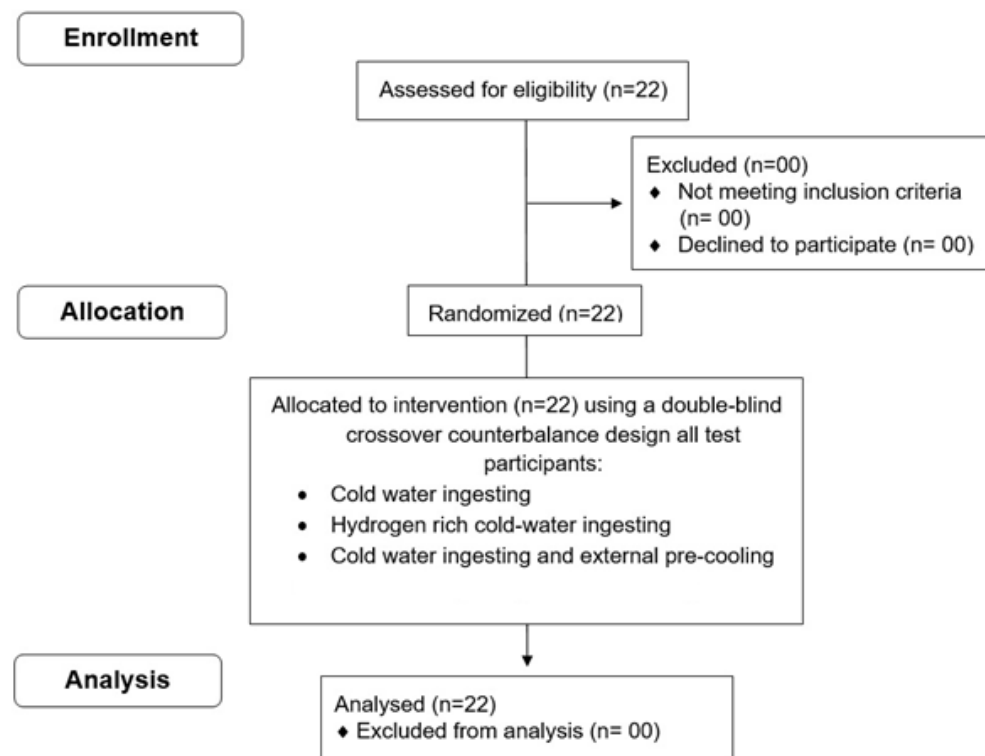 Enrollment
Assessed for eligibility (n=22)
Excluded (n=00)
♦ Not meeting inclusion criteria
(n= 00)
♦ Declined to participate (n= 00)
Allocation
Randomized (n=22)
Allocated to intervention (n=22) using a double-blind
crossover counterbalance design all test
participants:
• Cold water ingesting
• Hydrogen rich cold-water ingesting
• Cold water ingesting and external pre-cooling
Analysis
Analysed (n=22)
♦ Excluded from analysis (n= 00)